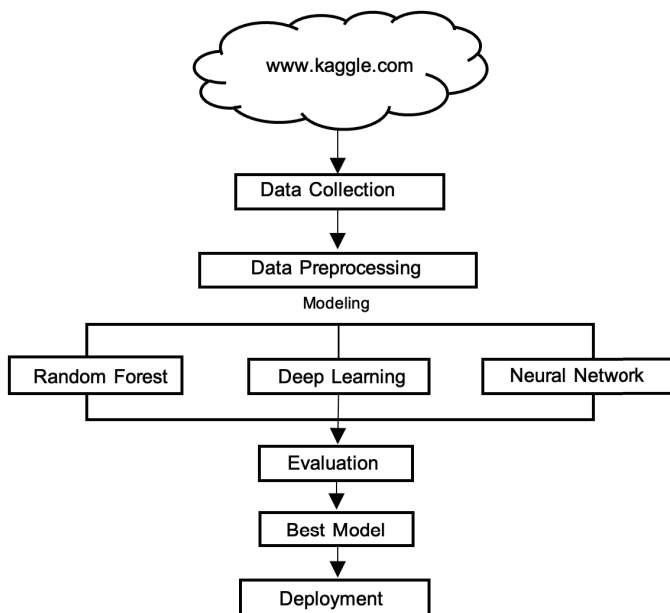 www.kaggle.com
Data Collection
Data Preprocessing
Modeling
Random Forest
Deep Learning
Neural Network
Evaluation
Best Model
Deployment